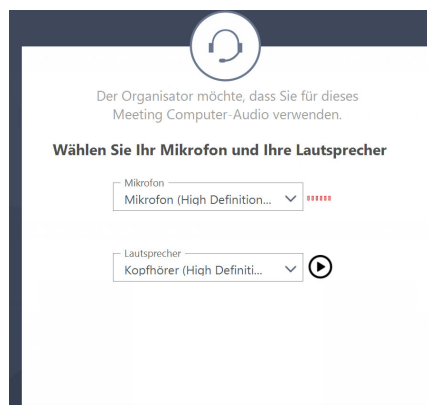 Der Organisator möchte, dass Sie für dieses
Meeting Computer-Audio verwenden.
Wählen Sie Ihr Mikrofon und Ihre Lautsprecher
Mikrofon
Mikrofon (High Definition...
Lautsprecher
Kopfhörer (High Definiti...